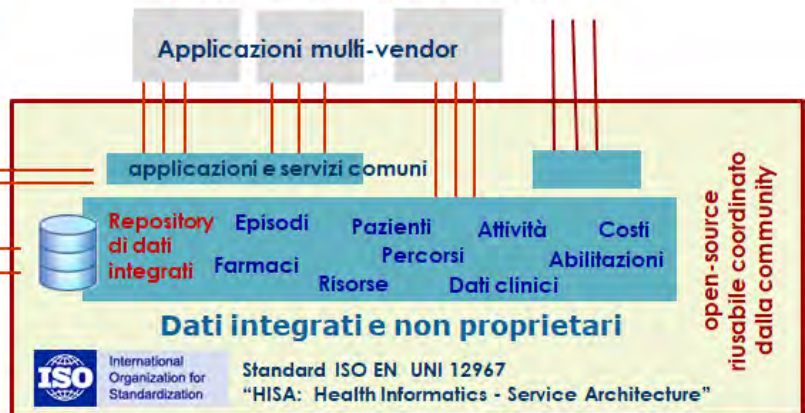 Applicazioni multi-vendor
applicazioni e servizi comuni
Repository
di dati
integrati
Episodi
Pazienti
Attività
Costi
Farmaci
Percorsi
Abilitazioni
Risorse
Dati clinici
open-source
riusabile coordinato
dalla community
Dati integrati e non proprietari
ISO
International
Organization for
Standardization
Standard ISO EN UNI 12967
“HISA: Health Informatics - Service Architecture”